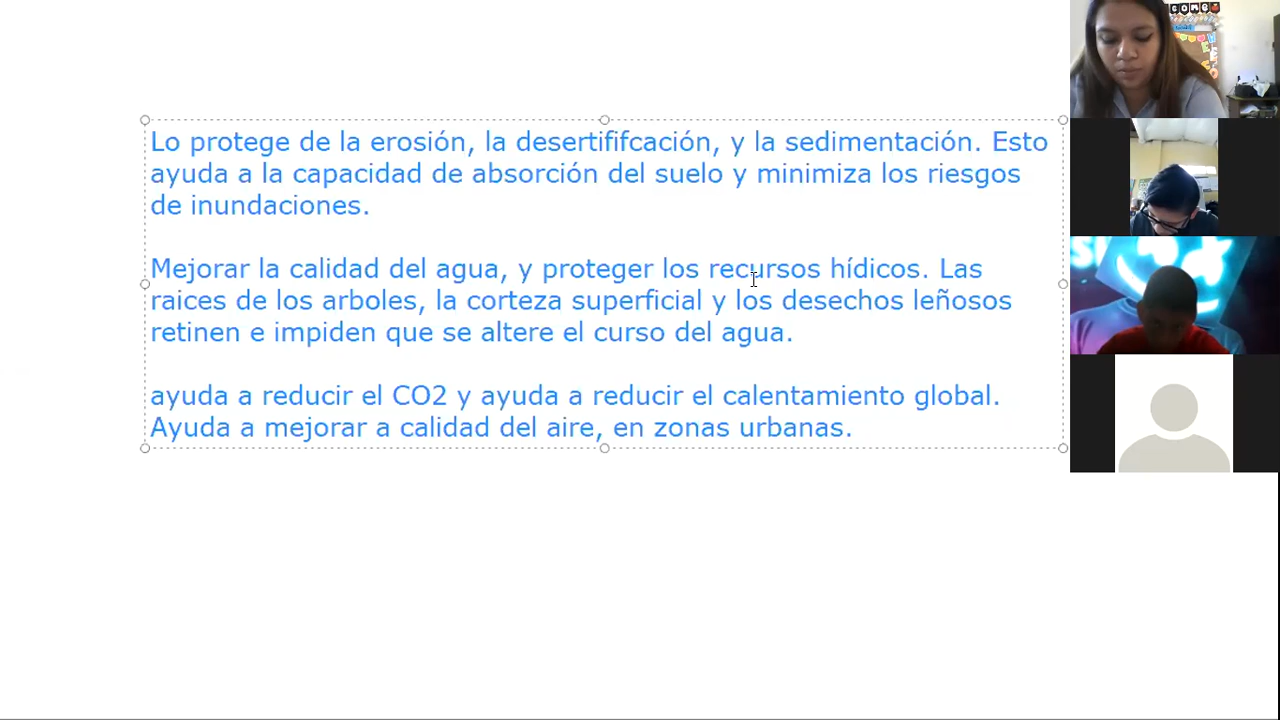 Lo protege de la erosión, la desertififcación, y la sedimentación. Esto
ayuda a la capacidad de absorción del suelo y minimiza los riesgos
de inundaciones.
Mejorar la calidad del agua, y proteger los recursos hídicos. Las
raices de los arboles, la corteza superficial y los desechos leñosos
retinen e impiden que se altere el curso del agua.
ayuda a reducir el CO2 y ayuda a reducir el calentamiento global.
Ayuda a mejorar a calidad del aire, en zonas urbanas.